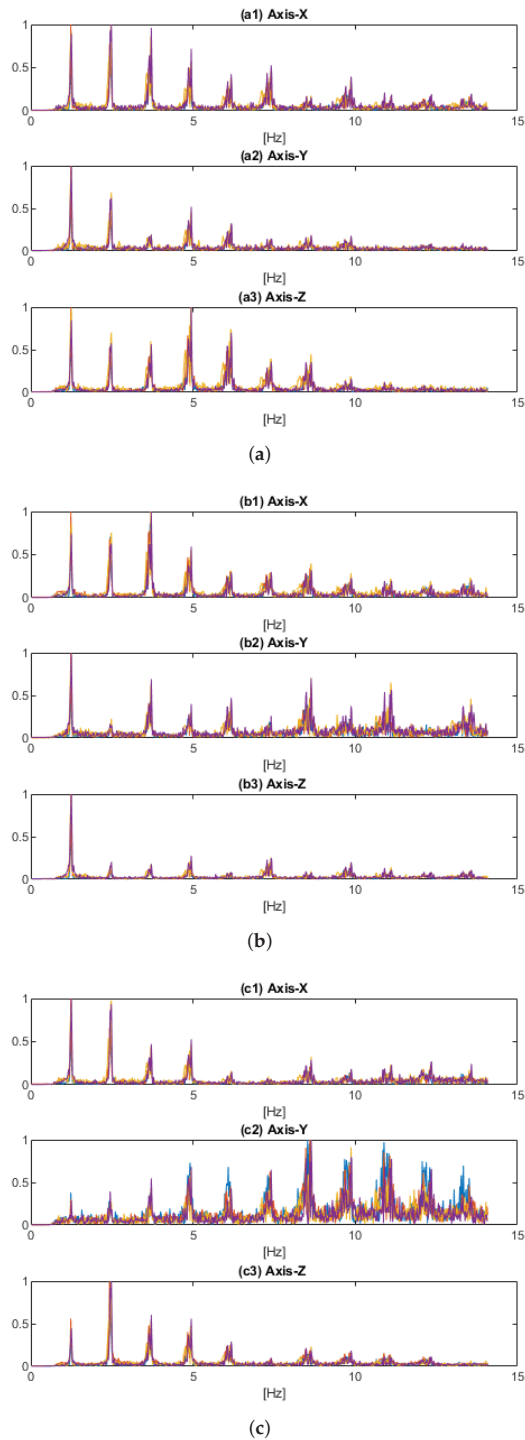 (a1) Axis-X
1
0.5
0
0 5 10 15
[Hz]
(a2) Axis-Y
1
0.5
0
0 5 10 15
[Hz]
(a3) Axis-Z
1
0.5
0
0 5 10 15
[Hz]
(a)
(b1) Axis-X
1
0.5
0
0 5 10 15
[Hz]
(b2) Axis-Y
1
0.5
0
0 5 10 15
[Hz]
(b3) Axis-Z
1
0.5
0
0 5 10 15
[Hz]
(b)
(c1) Axis-X
1
0.5
0
0 5 10 15
[Hz]
(c2) Axis-Y
1
0.5
0
0 5 10 15
[Hz]
(c3) Axis-Z
1
0.5
0
0 5 10 15
[Hz]
(c)